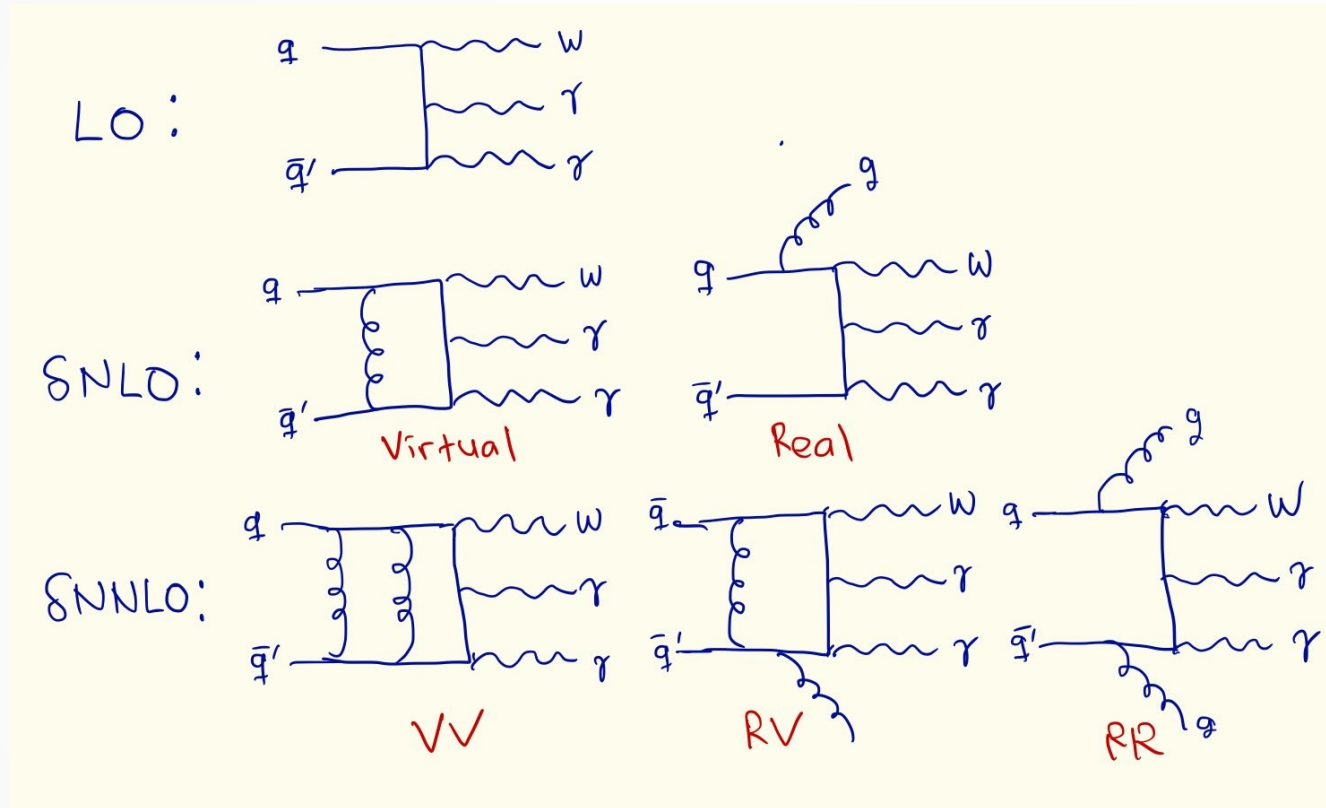 q W
LO: γ
q̄′ γ
g
q W q W
δNLO: γ γ
q̄′ γ q̄′ γ
Virtual Real
g
q W q̄ W q W
δNNLO: γ γ γ
q̄′ γ q̄′ γ q̄′ γ
g
VV RV RR